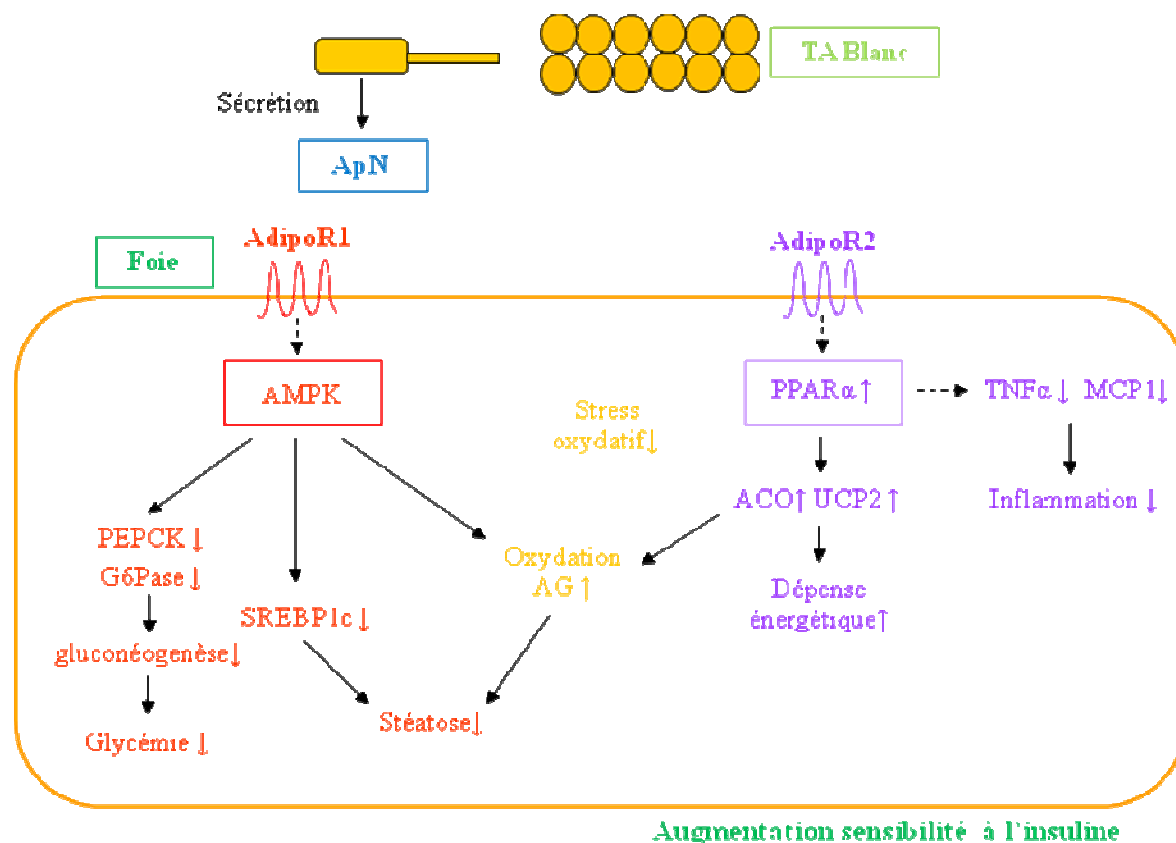 TABlanc
Sécrétion
ApN
AdipoR1
AdipoR2
Foie
AMPK
PPARα↑
TNFα↓ MCP1↓
Stress
oxydatif↓
ACO↑ UCP2↑
Inflammation ↓
PEPCK ↓
G6Pase ↓
Oxydation
AG ↑
Dépense
énergétique↑
SREBP1c ↓
gluconéogenèse↓
Stéatose↓
Glycémie ↓
Augmentation sensibilité à l'insuline